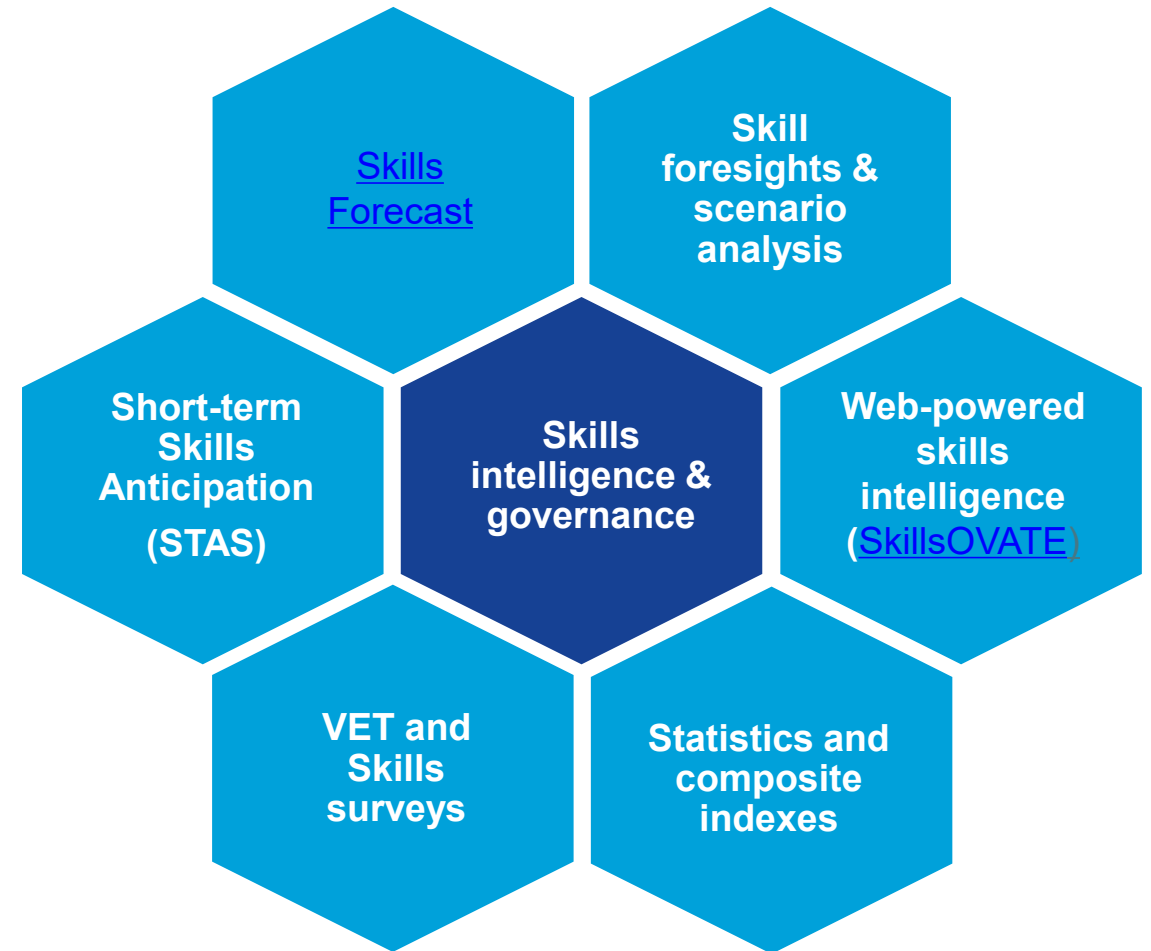 Skills
Forecast
Skill
foresights &
scenario
analysis
Short-term
Skills
Anticipation
(STAS)
Skills
intelligence &
governance
Web-powered
skills
intelligence
(SkillsOVATE)
VET and
Skills
surveys
Statistics and
composite
indexes